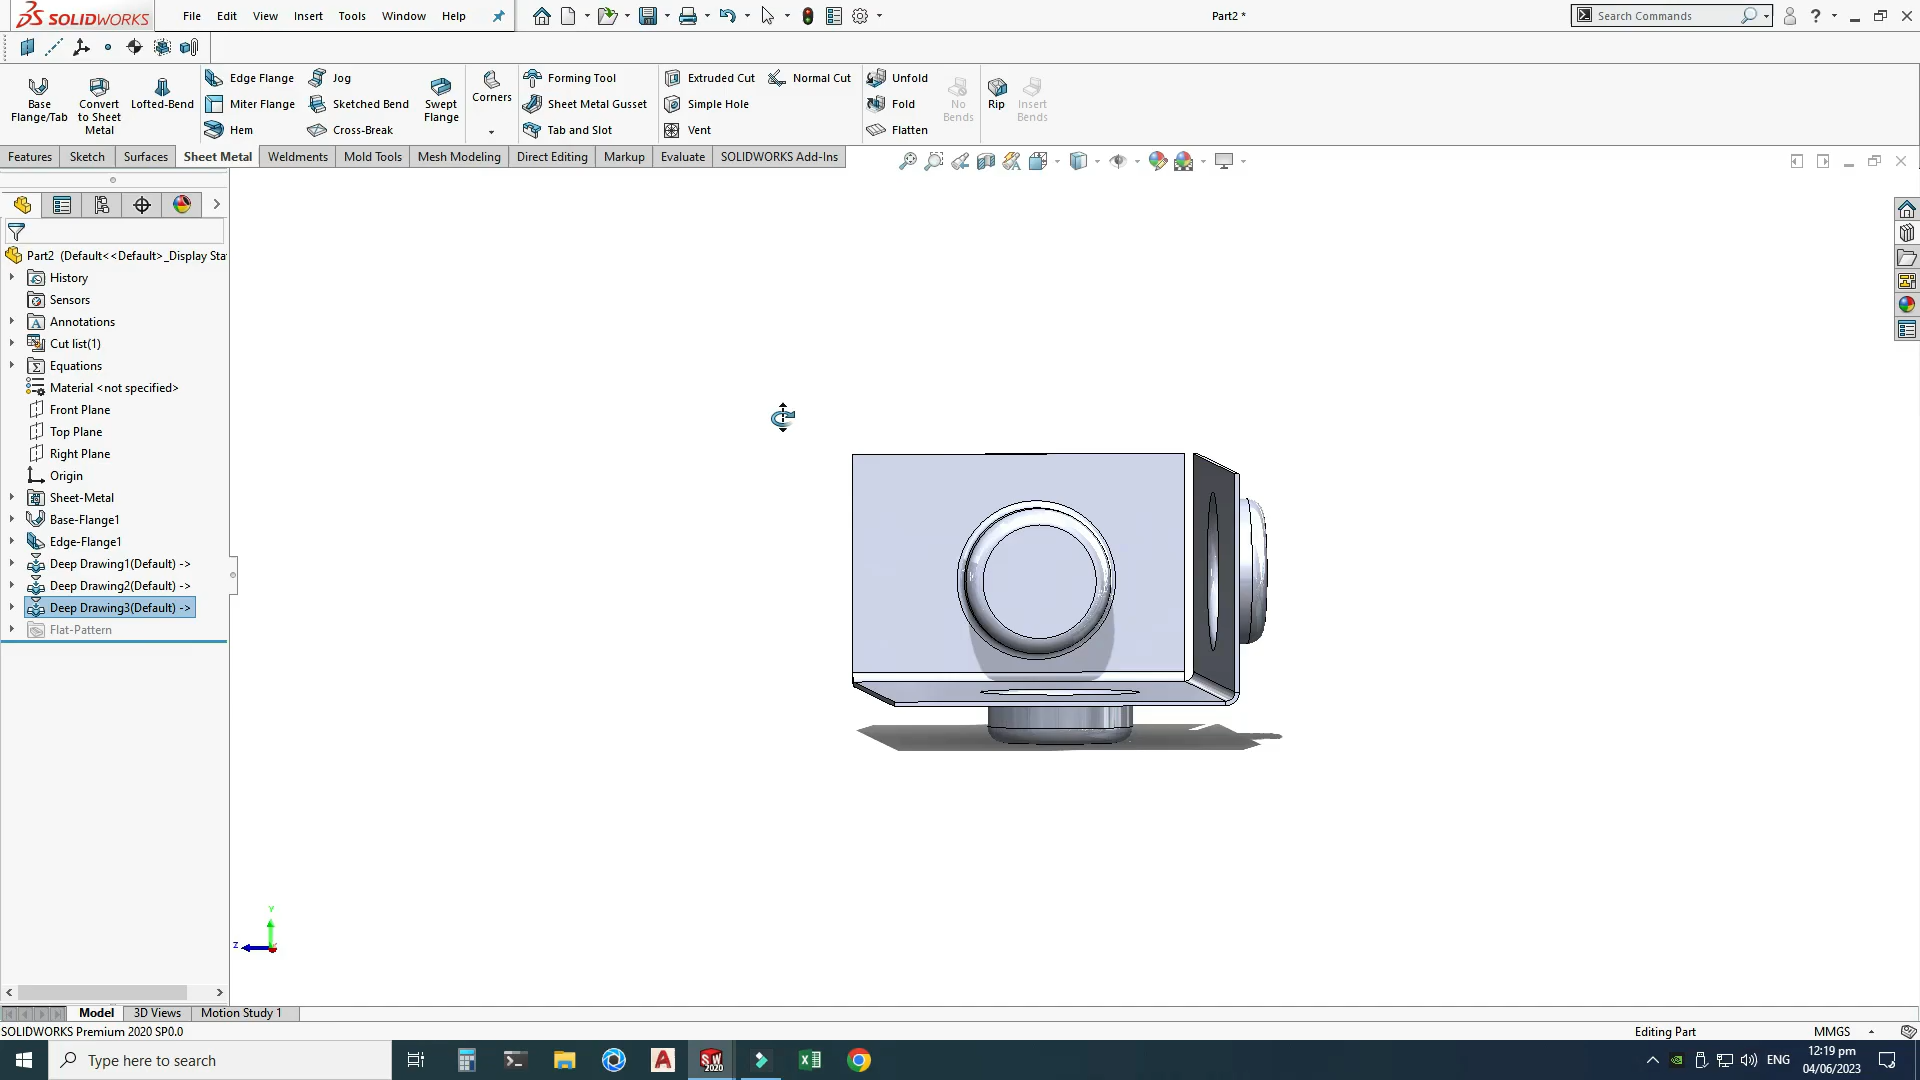 SOLIDWORKS File Edit View Insert Tools Window Help Part2 * Search Commands ?
Edge Flange Jog Forming Tool Extruded Cut Normal Cut Unfold
Base Flange/Tab Convert to Sheet Metal Lofted-Bend Miter Flange Sketched Bend Swept Flange Corners Sheet Metal Gusset Simple Hole Fold No Bends Rip Insert Bends
Hem Cross-Break Tab and Slot Vent Flatten
Features Sketch Surfaces Sheet Metal Weldments Mold Tools Mesh Modeling Direct Editing Markup Evaluate SOLIDWORKS Add-Ins
Part2 (Default<<Default>_Display Sta
History
Sensors
Annotations
Cut list(1)
Equations
Material <not specified>
Front Plane
Top Plane
Right Plane
Origin
Sheet-Metal
Base-Flange1
Edge-Flange1
Deep Drawing1(Default) ->
Deep Drawing2(Default) ->
Deep Drawing3(Default) ->
Flat-Pattern
Y
Z
Model 3D Views Motion Study 1
SOLIDWORKS Premium 2020 SP0.0 Editing Part MMGS
Type here to search ENG 12:19 pm
04/06/2023